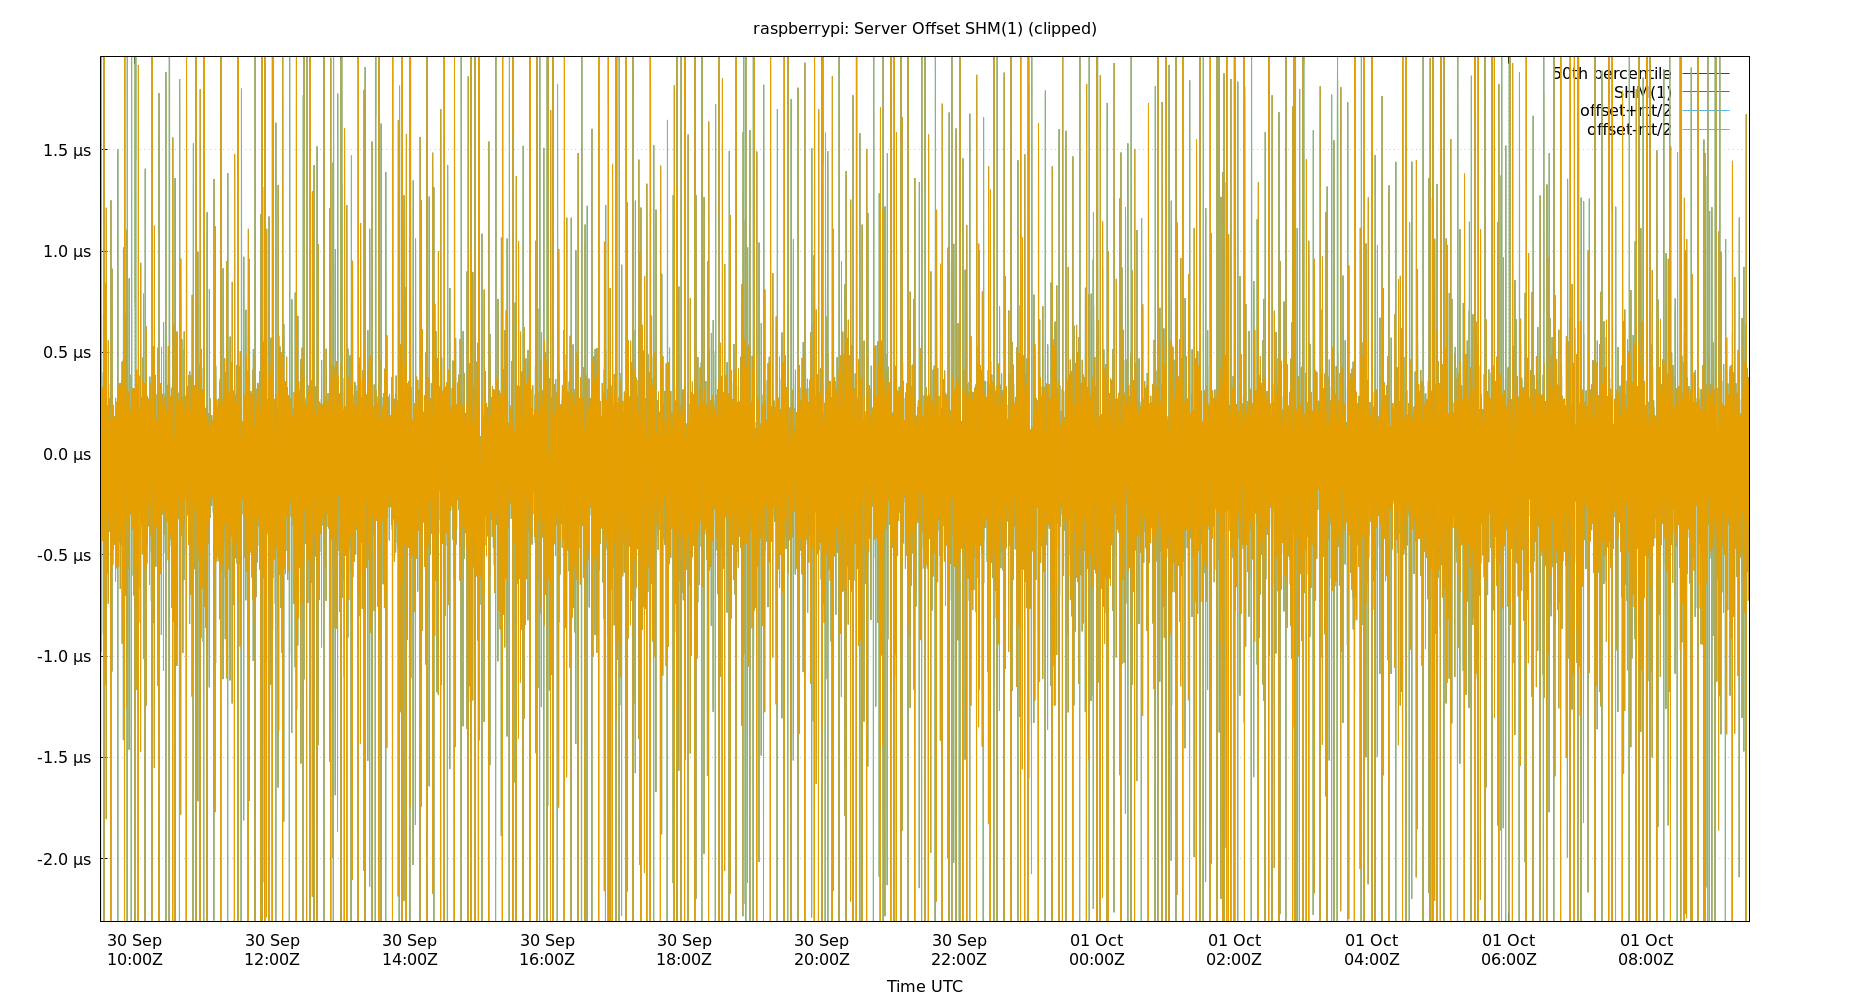 raspberrypi: Server Offset SHM(1) (clipped)
50th percentile
SHM(1)
offset+rtt/2
offset-rtt/2
1.5 µs
1.0 µs
0.5 µs
0.0 µs
-0.5 µs
-1.0 µs
-1.5 µs
-2.0 µs
30 Sep 30 Sep 30 Sep 30 Sep 30 Sep 30 Sep 30 Sep 01 Oct 01 Oct 01 Oct 01 Oct 01 Oct
10:00Z 12:00Z 14:00Z 16:00Z 18:00Z 20:00Z 22:00Z 00:00Z 02:00Z 04:00Z 06:00Z 08:00Z
Time UTC